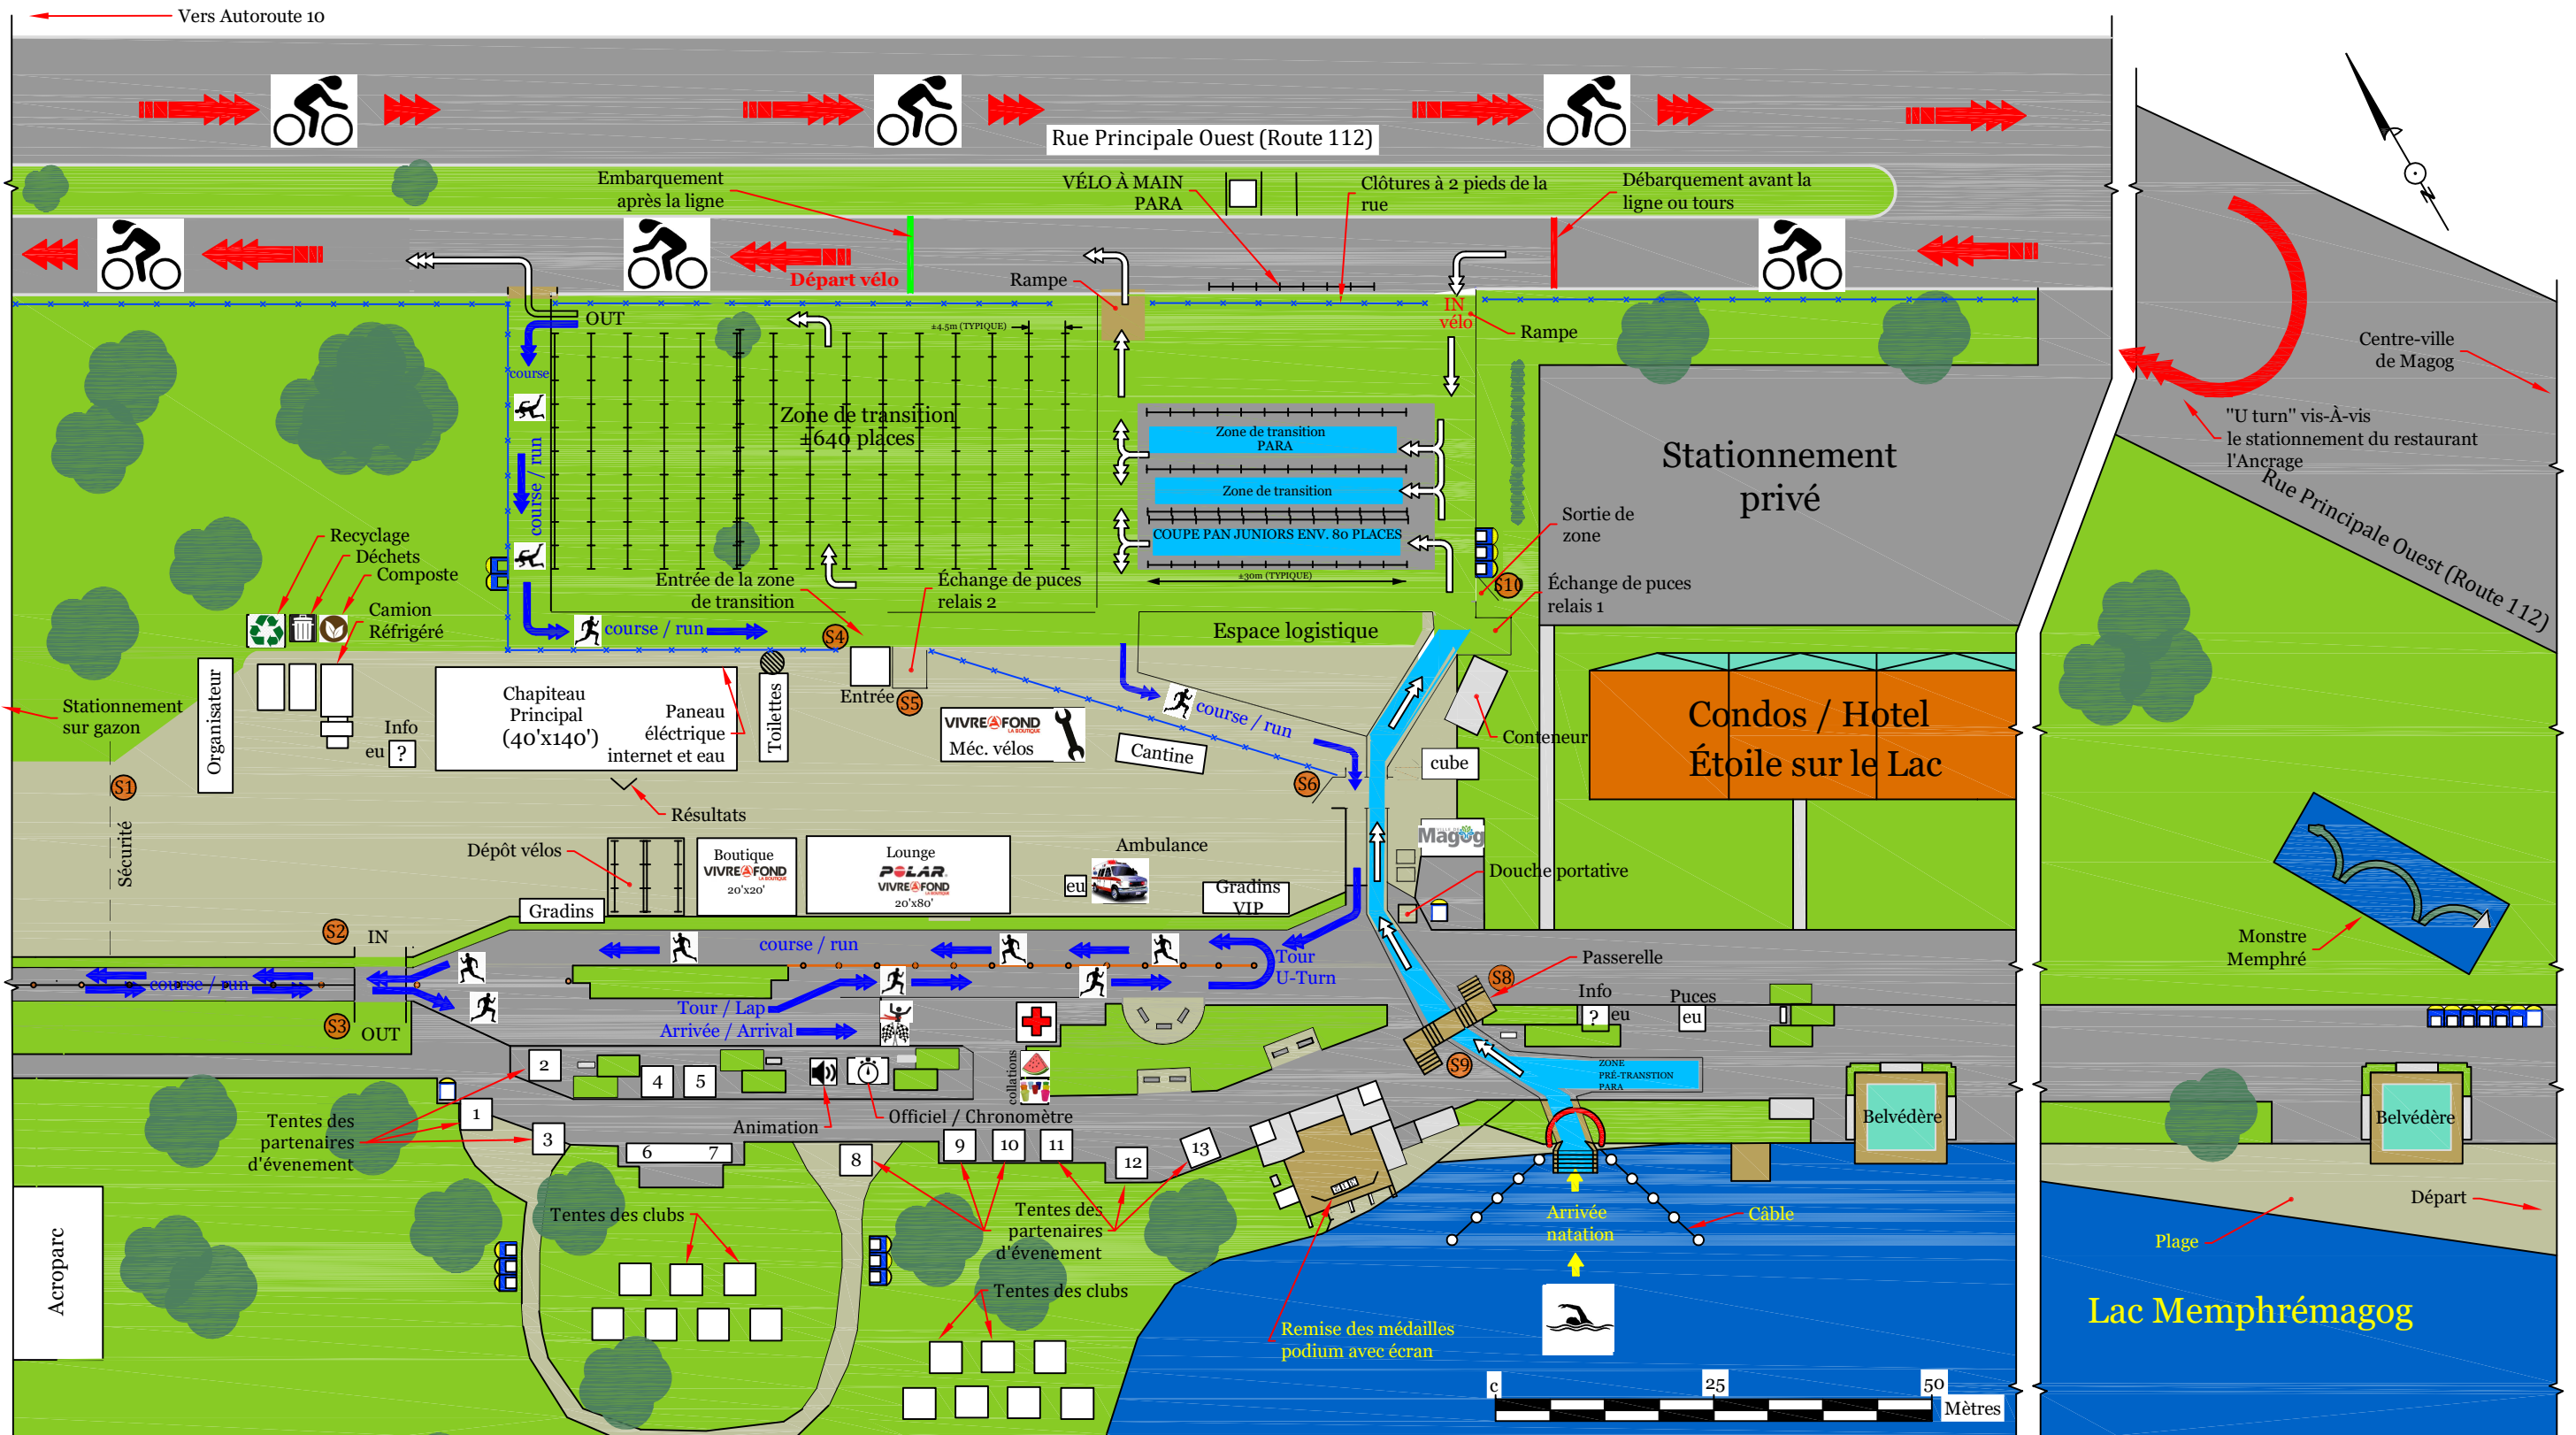 Vers Autoroute 10
Rue Principale Ouest (Route 112)
Embarquement
après la ligne
VÉLO À MAIN
PARA
Clôtures à 2 pieds de la
rue
Débarquement avant la
ligne ou tours
N
Départ vélo
Rampe
IN
vélo
Rampe
OUT
±4.5m (TYPIQUE)
course
course / run
Zone de transition
±640 places
Zone de transition
PARA
Zone de transition
COUPE PAN JUNIORS ENV. 80 PLACES
±30m (TYPIQUE)
Stationnement
privé
Centre-ville
de Magog
"U turn" vis-À-vis
le stationnement du restaurant
l'Ancrage
Rue Principale Ouest (Route 112)
Sortie de
zone
S10
Échange de puces
relais 1
Recyclage
Déchets
Composte
Camion
Réfrigéré
Entrée de la zone
de transition
Échange de puces
relais 2
course / run
S4
Espace logistique
Entrée
S5
Organisateur
Stationnement
sur gazon
Info
eu
?
Chapiteau
Principal
(40'x140')
Paneau
éléctrique
internet et eau
Toilettes
VIVRE À FOND
LA BOUTIQUE
Méc. vélos
Cantine
course / run
Conteneur
cube
S6
Condos / Hotel
Étoile sur le Lac
S1
Sécurité
Résultats
Dépôt vélos
Boutique
VIVRE À FOND
LA BOUTIQUE
20'x20'
Lounge
POLAR
VIVRE À FOND
LA BOUTIQUE
20'x80'
Ambulance
eu
Gradins
VIP
Gradins
Magog
Douche portative
S2
IN
course / run
course / run
Tour
U-Turn
Passerelle
S8
Monstre
Memphré
Tour / Lap
Arrivée / Arrival
S3
OUT
Info
?
eu
Puces
eu
S9
ZONE
PRÉ-TRANSTION
PARA
2
4
5
collations
Officiel / Chronomètre
Animation
1
3
6
7
8
9
10
11
12
13
Tentes des
partenaires
d'évenement
Belvédère
Belvédère
Tentes des clubs
Tentes des
partenaires
d'évenement
Tentes des clubs
Acroparc
Arrivée
natation
Câble
Départ
Plage
Remise des médailles
podium avec écran
Lac Memphrémagog
c
25
50
Mètres